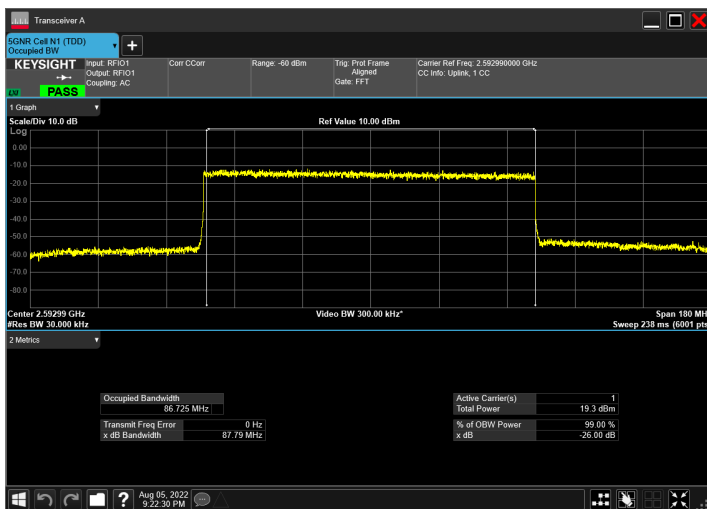 Transceiver A
5GNR Cell N1 (TDD)
Occupied BW
KEYSIGHT
LXI
PASS
Input: RFIO1
Output: RFIO1
Coupling: AC
Corr CCorr
Range: -60 dBm
Trig: Prot Frame
Aligned
Gate: FFT
Carrier Ref Freq: 2.592990000 GHz
CC Info: Uplink, 1 CC
1 Graph
Scale/Div 10.0 dB
Ref Value 10.00 dBm
Log
0.00
-10.0
-20.0
-30.0
-40.0
-50.0
-60.0
-70.0
-80.0
Center 2.59299 GHz
Video BW 300.00 kHz*
Span 180 MH
#Res BW 30.000 kHz
Sweep 238 ms (6001 pts
2 Metrics
Occupied Bandwidth
86.725 MHz
Transmit Freq Error 0 Hz
x dB Bandwidth 87.79 MHz
Active Carrier(s) 1
Total Power 19.3 dBm
% of OBW Power 99.00 %
x dB -26.00 dB
?
Aug 05, 2022
9:22:30 PM